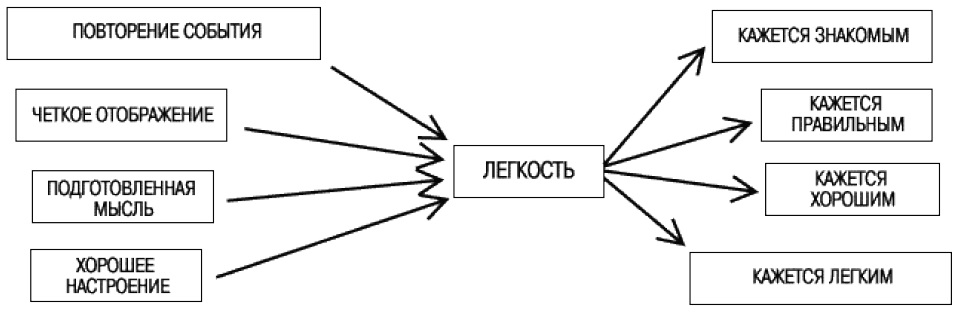 ПОВТОРЕНИЕ СОБЫТИЯ
ЧЕТКОЕ ОТОБРАЖЕНИЕ
ПОДГОТОВЛЕННАЯ
МЫСЛЬ
ХОРОШЕЕ
НАСТРОЕНИЕ
ЛЕГКОСТЬ
КАЖЕТСЯ ЗНАКОМЫМ
КАЖЕТСЯ
ПРАВИЛЬНЫМ
КАЖЕТСЯ
ХОРОШИМ
КАЖЕТСЯ ЛЕГКИМ